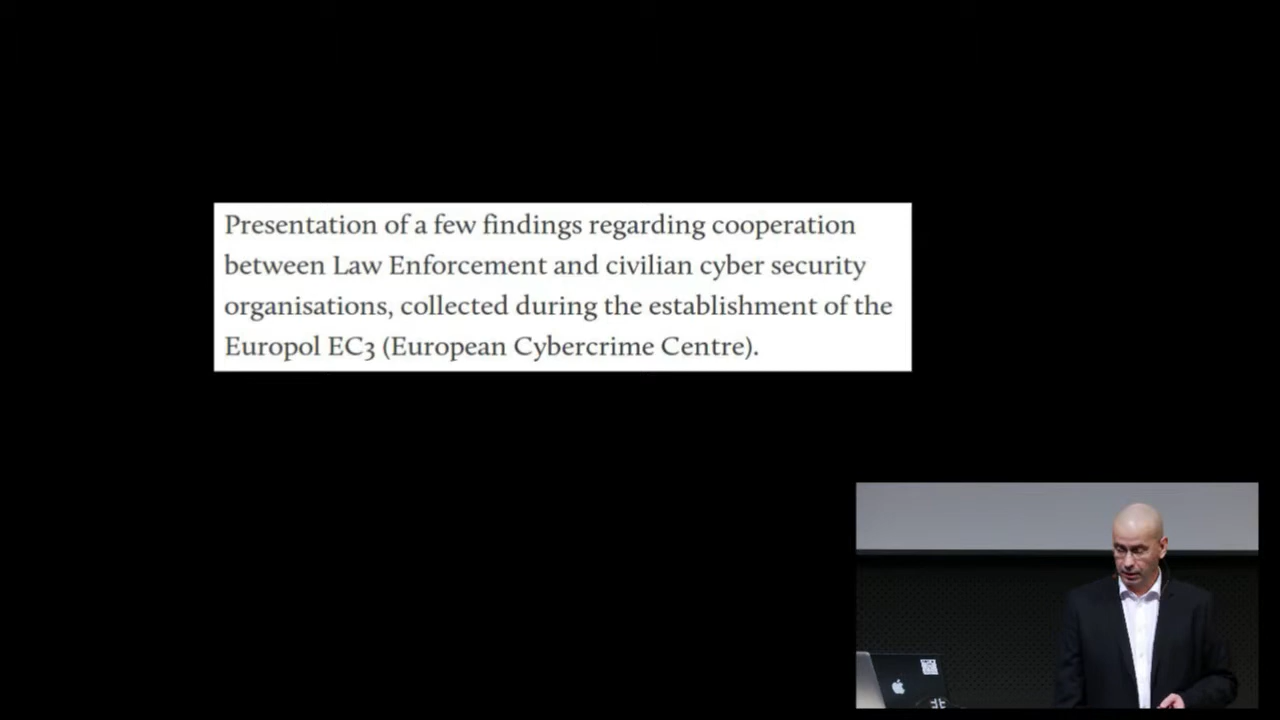 Presentation of a few findings regarding cooperation
between Law Enforcement and civilian cyber security
organisations, collected during the establishment of the
Europol EC3 (European Cybercrime Centre).